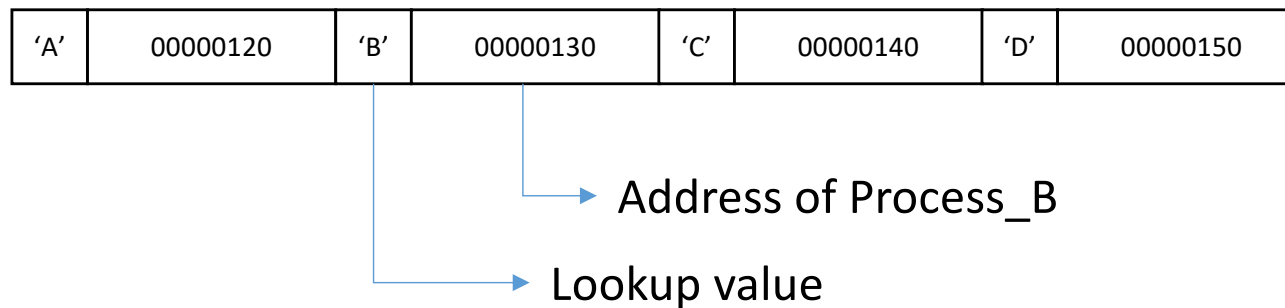 ‘A’ 00000120 ‘B’ 00000130 ‘C’ 00000140 ‘D’ 00000150
Address of Process_B
Lookup value